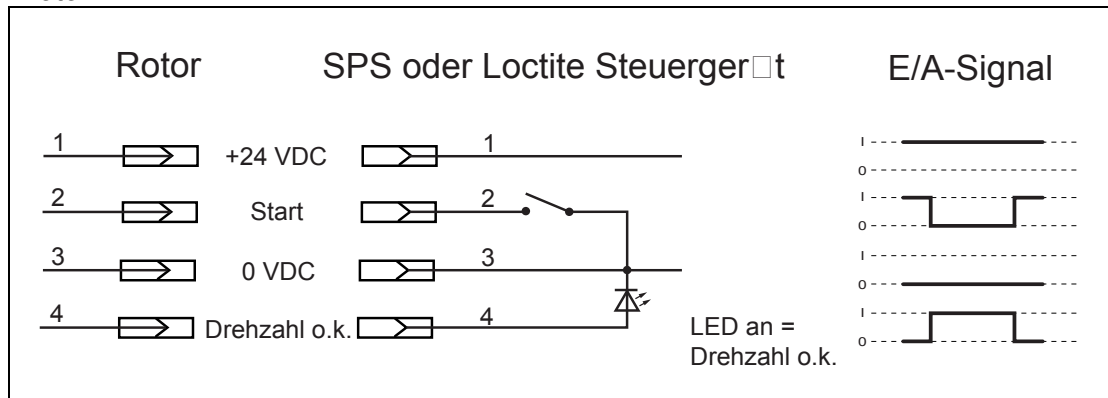 Rotor SPS oder Loctite Steuerger□t E/A-Signal
1 +24 VDC 1 I
0
2 Start 2 I
0
3 0 VDC 3 I
0
4 Drehzahl o.k. 4 I
0
LED an =
Drehzahl o.k.